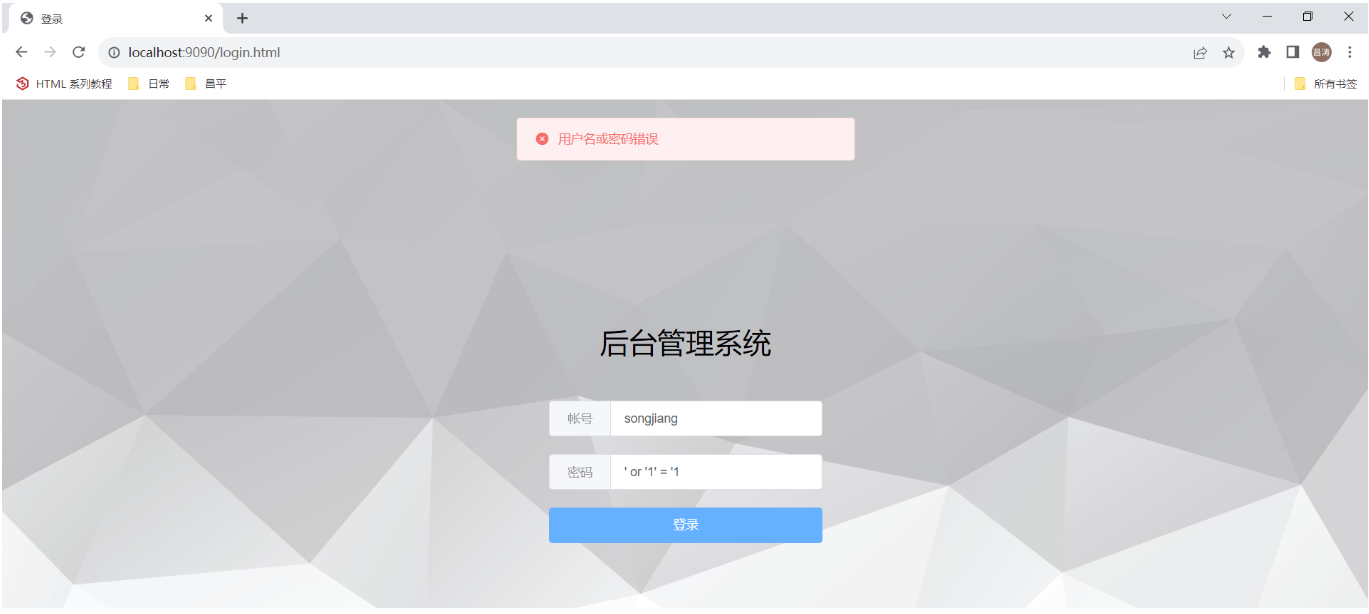 登录
localhost:9090/login.html
昌涛
HTML 系列教程 日常 昌平 所有书签
用户名或密码错误
后台管理系统
帐号 songjiang
密码 ' or '1' = '1
登录